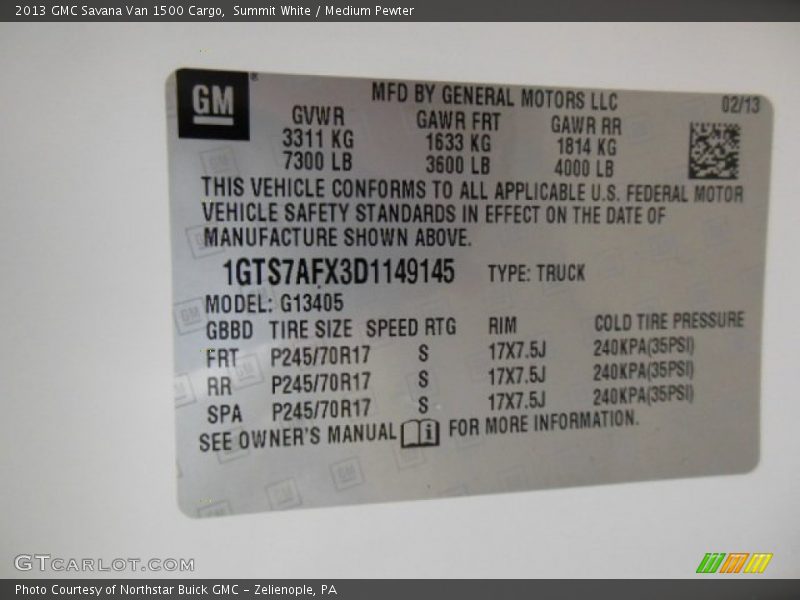 2013 GMC Savana Van 1500 Cargo,  Summit White / Medium Pewter
GM
MFD BY GENERAL MOTORS LLC 02/13
GVWR GAWR FRT GAWR RR
3311 KG 1633 KG 1814 KG
7300 LB 3600 LB 4000 LB
THIS VEHICLE CONFORMS TO ALL APPLICABLE U.S. FEDERAL MOTOR
VEHICLE SAFETY STANDARDS IN EFFECT ON THE DATE OF
MANUFACTURE SHOWN ABOVE.
1GTS7AFX3D1149145 TYPE: TRUCK
MODEL: G13405
GBBD TIRE SIZE SPEED RTG RIM COLD TIRE PRESSURE
FRT P245/70R17 S 17X7.5J 240KPA(35PSI)
RR P245/70R17 S 17X7.5J 240KPA(35PSI)
SPA P245/70R17 S 17X7.5J 240KPA(35PSI)
SEE OWNER'S MANUAL i FOR MORE INFORMATION.
GTCARLOT.COM
Photo Courtesy of Northstar Buick GMC - Zelienople, PA